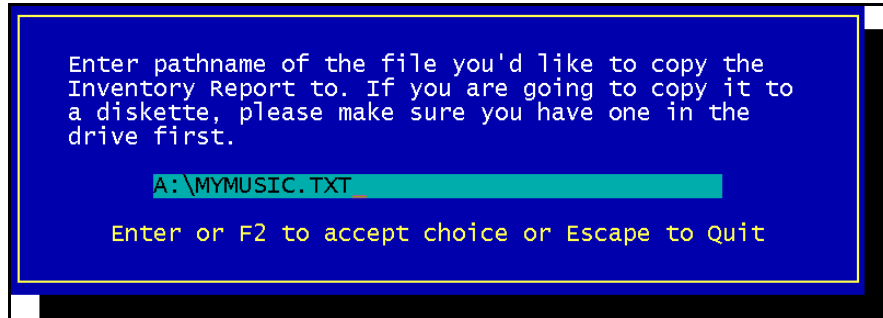 Enter pathname of the file you'd like to copy the
Inventory Report to. If you are going to copy it to
a diskette, please make sure you have one in the
drive first.
A:\MYMUSIC.TXT_
Enter or F2 to accept choice or Escape to Quit